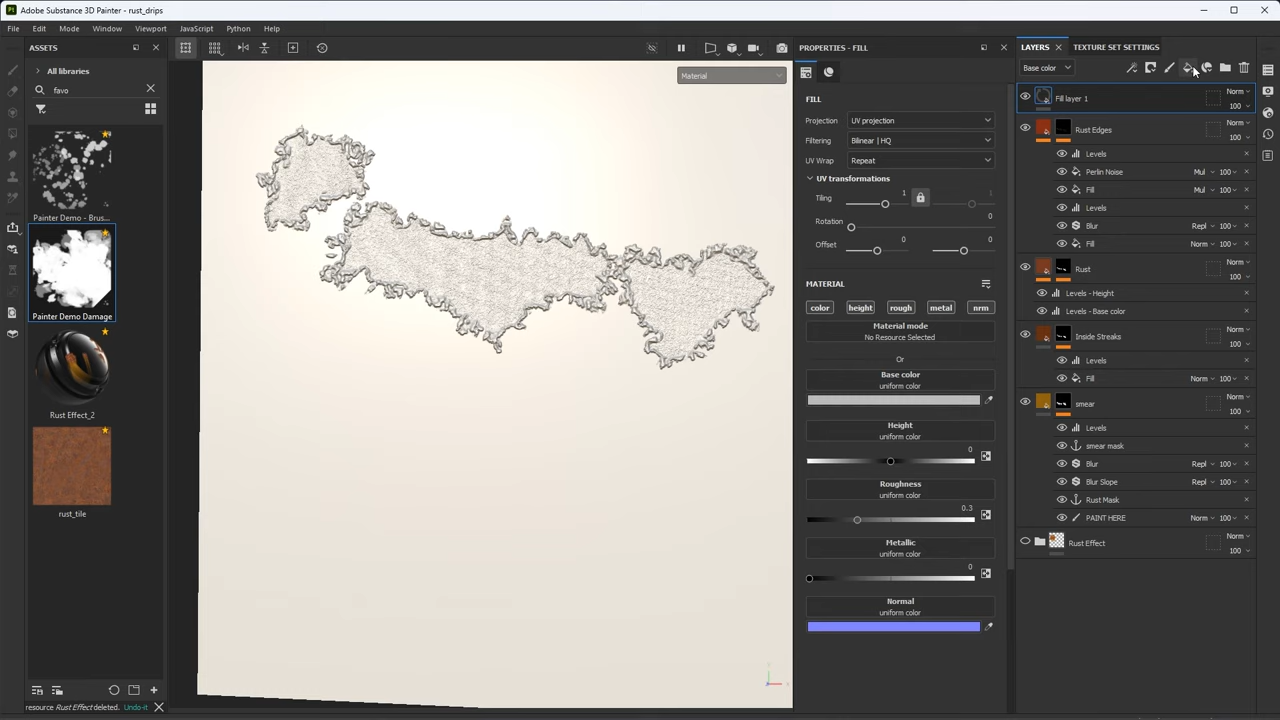 Adobe Substance 3D Painter - rust_drips
File Edit Mode Window Viewport JavaScript Python Help
ASSETS
All libraries
favo
Painter Demo - Brus...
Painter Demo Damage
Rust Effect_2
rust_tile
resource Rust Effect deleted. Undo-it
Material
PROPERTIES - FILL
FILL
Projection UV projection
Filtering Bilinear | HQ
UV Wrap Repeat
UV transformations
Tiling 1 1
Rotation 0
Offset 0 0
MATERIAL
color height rough metal nrm
Material mode
No Resource Selected
Or
Base color
uniform color
Height
uniform color
0
Roughness
uniform color
0.3
Metallic
uniform color
0
Normal
uniform color
LAYERS TEXTURE SET SETTINGS
Base color
Fill layer 1 Norm 100
Rust Edges Norm 100
Levels
Perlin Noise Mul 100
Fill Mul 100
Levels
Blur Repl 100
Fill Norm 100
Rust Norm 100
Levels - Height
Levels - Base color
Inside Streaks Norm 100
Levels
Fill Norm 100
smear Norm 100
Levels
smear mask
Blur Repl 100
Blur Slope Repl 100
Rust Mask
PAINT HERE Norm 100
Rust Effect Norm 100